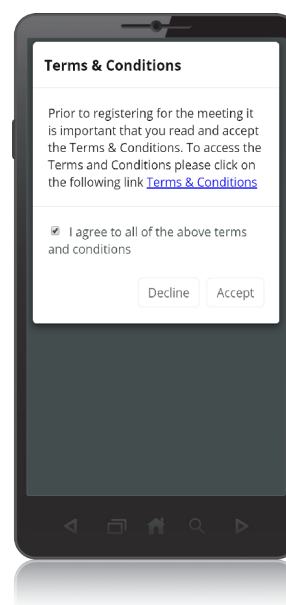 Terms & Conditions
Prior to registering for the meeting it
is important that you read and accept
the Terms & Conditions. To access the
Terms and Conditions please click on
the following link Terms & Conditions
I agree to all of the above terms
and conditions
Decline Accept